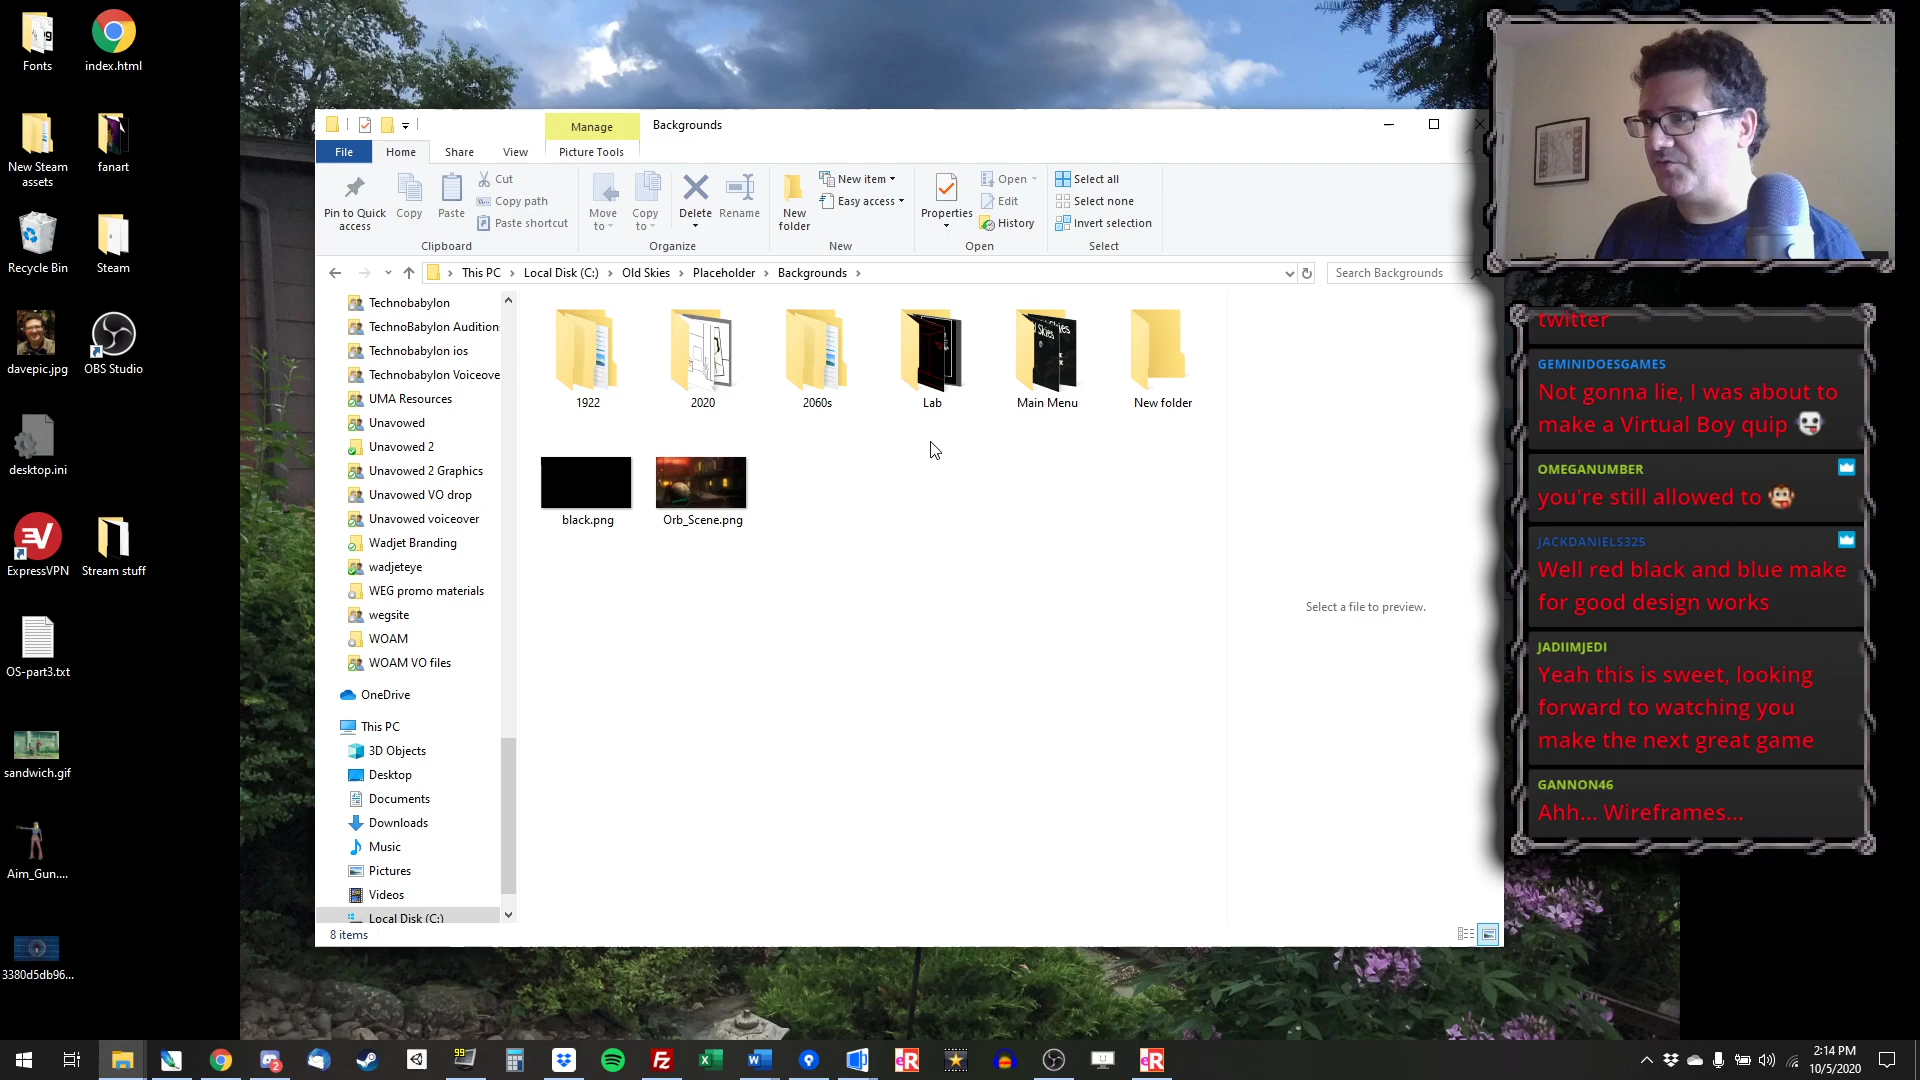 Fonts
index.html
New Steam
assets
fanart
Recycle Bin
Steam
davepic.jpg
OBS Studio
desktop.ini
ExpressVPN
Stream stuff
OS-part3.txt
sandwich.gif
Aim_Gun....
3380d5db96...
Manage
Backgrounds
File
Home
Share
View
Picture Tools
Pin to Quick
access
Copy
Paste
Cut
Copy path
Paste shortcut
Clipboard
Move
to
Copy
to
Delete
Rename
Organize
New
folder
New item
Easy access
New
Properties
Open
Edit
History
Open
Select all
Select none
Invert selection
Select
This PC
Local Disk (C:)
Old Skies
Placeholder
Backgrounds
Search Backgrounds
Technobabylon
TechnoBabylon Audition
Technobabylon ios
Technobabylon Voiceove
UMA Resources
Unavowed
Unavowed 2
Unavowed 2 Graphics
Unavowed VO drop
Unavowed voiceover
Wadjet Branding
wadjeteye
WEG promo materials
wegsite
WOAM
WOAM VO files
OneDrive
This PC
3D Objects
Desktop
Documents
Downloads
Music
Pictures
Videos
Local Disk (C:)
1922
2020
2060s
Lab
Main Menu
New folder
black.png
Orb_Scene.png
Select a file to preview.
8 items
twitter
GEMINIDOESGAMES
Not gonna lie, I was about to
make a Virtual Boy quip
OMEGANUMBER
you're still allowed to
JACKDANIELS325
Well red black and blue make
for good design works
JADIIMJEDI
Yeah this is sweet, looking
forward to watching you
make the next great game
GANNON46
Ahh... Wireframes...
2:14 PM
10/5/2020